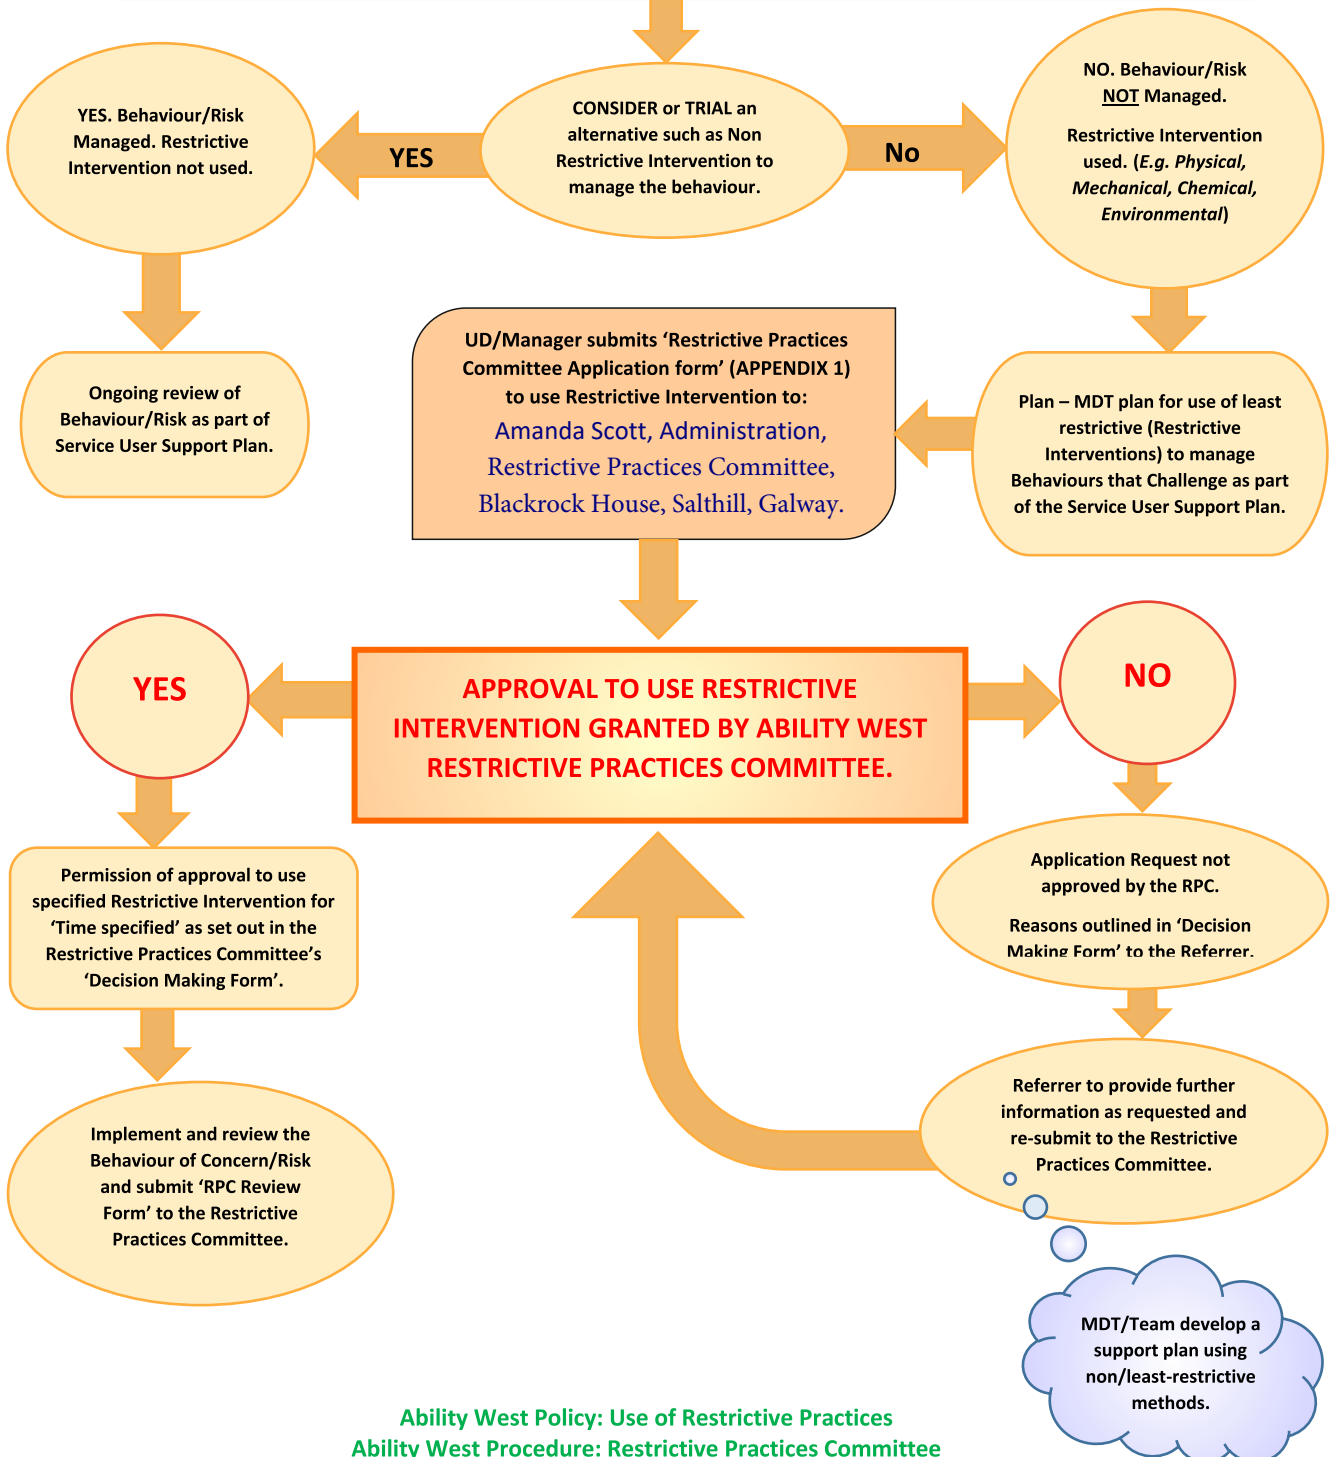 CONSIDER or TRIAL an
alternative such as Non
Restrictive Intervention to
manage the behaviour.
YES
No
YES. Behaviour/Risk
Managed. Restrictive
Intervention not used.
NO. Behaviour/Risk
NOT Managed.
Restrictive Intervention
used. (E.g. Physical,
Mechanical, Chemical,
Environmental)
Ongoing review of
Behaviour/Risk as part of
Service User Support Plan.
Plan – MDT plan for use of least
restrictive (Restrictive
Interventions) to manage
Behaviours that Challenge as part
of the Service User Support Plan.
UD/Manager submits ‘Restrictive Practices
Committee Application form’ (APPENDIX 1)
to use Restrictive Intervention to:
Amanda Scott, Administration,
Restrictive Practices Committee,
Blackrock House, Salthill, Galway.
APPROVAL TO USE RESTRICTIVE
INTERVENTION GRANTED BY ABILITY WEST
RESTRICTIVE PRACTICES COMMITTEE.
YES
NO
Permission of approval to use
specified Restrictive Intervention for
‘Time specified’ as set out in the
Restrictive Practices Committee’s
‘Decision Making Form’.
Implement and review the
Behaviour of Concern/Risk
and submit ‘RPC Review
Form’ to the Restrictive
Practices Committee.
Application Request not
approved by the RPC.
Reasons outlined in ‘Decision
Making Form’ to the Referrer.
Referrer to provide further
information as requested and
re-submit to the Restrictive
Practices Committee.
MDT/Team develop a
support plan using
non/least-restrictive
methods.
Ability West Policy: Use of Restrictive Practices
Ability West Procedure: Restrictive Practices Committee